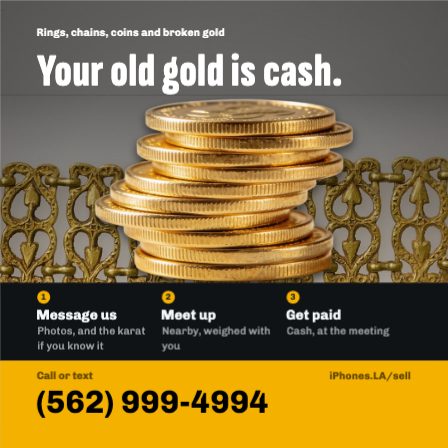 Rings, chains, coins and broken gold
Your old gold is cash.
1
Message us
Photos, and the karat
if you know it
2
Meet up
Nearby, weighed with
you
3
Get paid
Cash, at the meeting
Call or text
(562) 999-4994
iPhones.LA/sell